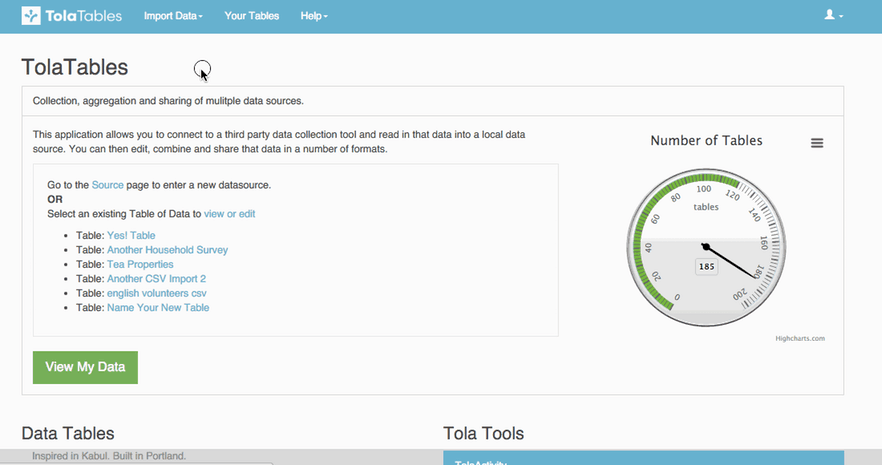 TolaTables
Import Data
Your Tables
Help
TolaTables
Collection, aggregation and sharing of mulitple data sources.
This application allows you to connect to a third party data collection tool and read in that data into a local data
source. You can then edit, combine and share that data in a number of formats.
Go to the Source page to enter a new datasource.
OR
Select an existing Table of Data to view or edit
Table: Yes! Table
Table: Another Household Survey
Table: Tea Properties
Table: Another CSV Import 2
Table: english volunteers csv
Table: Name Your New Table
View My Data
Number of Tables
0
20
40
60
80
100
120
140
160
180
200
tables
185
Highcharts.com
Data Tables
Inspired in Kabul. Built in Portland.
Tola Tools
TolaActivity